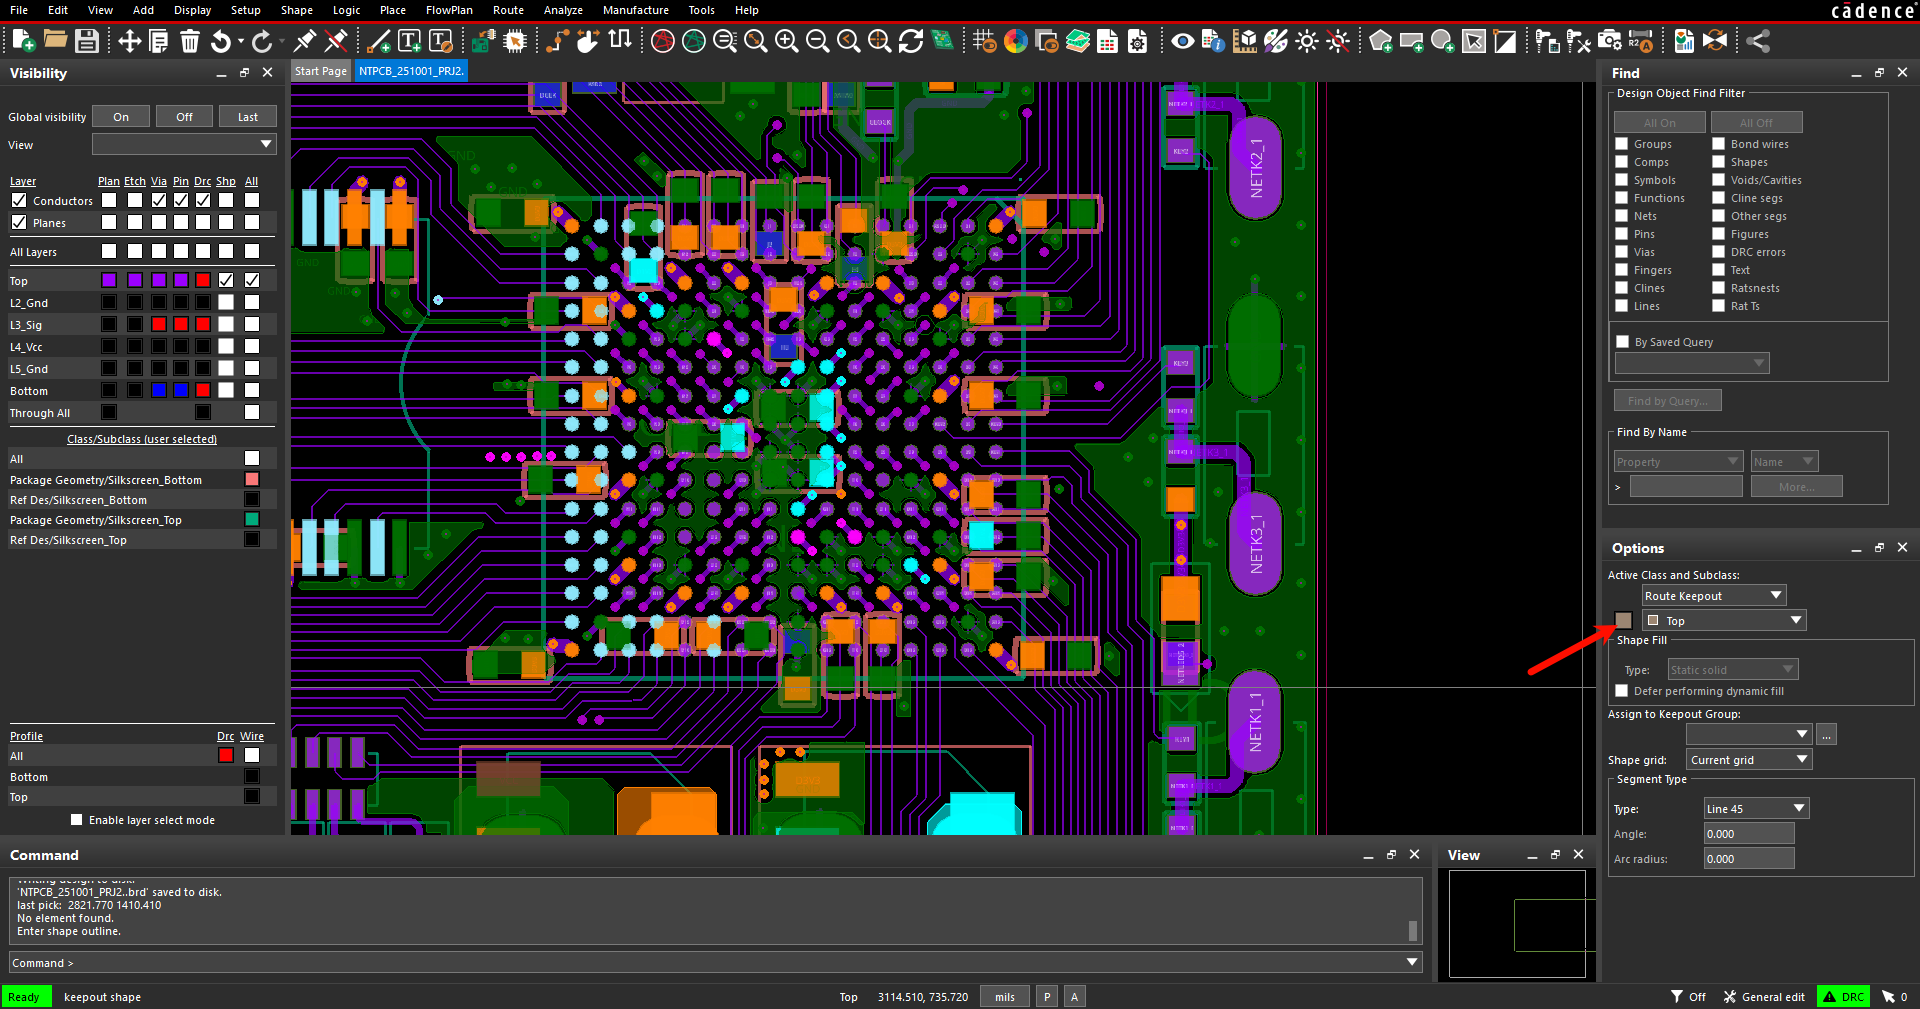 File Edit View Add Display Setup Shape Logic Place FlowPlan Route Analyze Manufacture Tools Help
cādence
Visibility
Global visibility On Off Last
View
Layer Plan Etch Via Pin Drc Shp All
Conductors
Planes
All Layers
Top
L2_Gnd
L3_Sig
L4_Vcc
L5_Gnd
Bottom
Through All
Class/Subclass (user selected)
All
Package Geometry/Silkscreen_Bottom
Ref Des/Silkscreen_Bottom
Package Geometry/Silkscreen_Top
Ref Des/Silkscreen_Top
Profile Drc Wire
All
Bottom
Top
Enable layer select mode
Start Page NTPCB_251001_PRJ2.
GND
GND
GND
GND
NETK2_1
NETK3_1
NETK1_1
Find
Design Object Find Filter
All On All Off
Groups Bond wires
Comps Shapes
Symbols Voids/Cavities
Functions Cline segs
Nets Other segs
Pins Figures
Vias DRC errors
Fingers Text
Clines Ratsnests
Lines Rat Ts
By Saved Query
Find by Query...
Find By Name
Property Name
> More...
Options
Active Class and Subclass:
Route Keepout
Top
Shape Fill
Type: Static solid
Defer performing dynamic fill
Assign to Keepout Group:
...
Shape grid: Current grid
Segment Type
Type: Line 45
Angle: 0.000
Arc radius: 0.000
Command
Writing design to disk.
'NTPCB_251001_PRJ2..brd' saved to disk.
last pick: 2821.770 1410.410
No element found.
Enter shape outline.
Command >
View
Ready keepout shape Top 3114.510, 735.720 mils P A Off General edit DRC 0